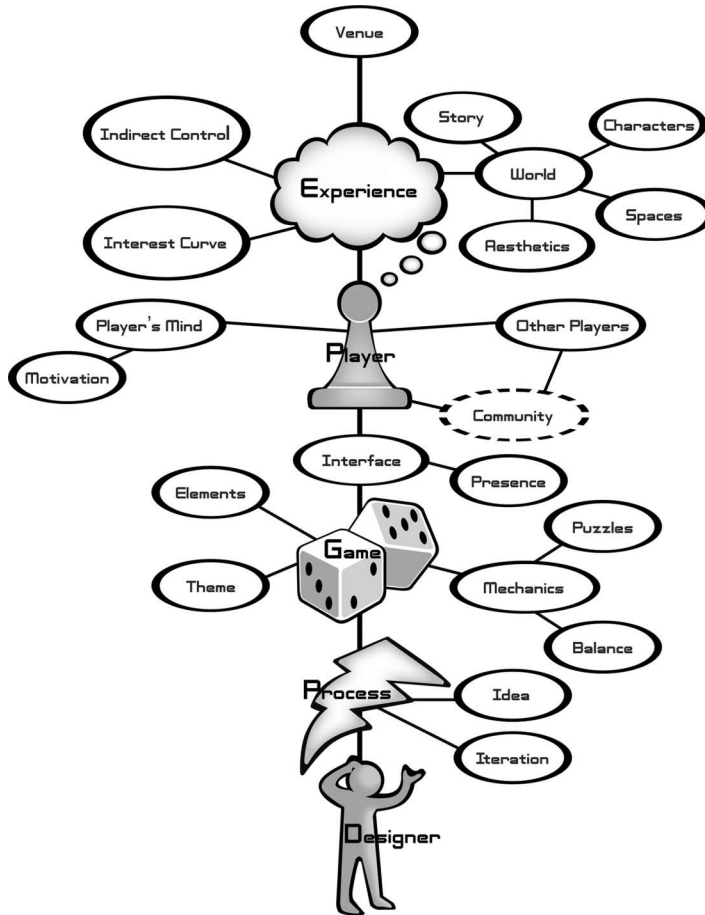 Venue
Story
Characters
Indirect Control
World
Experience
Spaces
Interest Curve
Aesthetics
Player's Mind
Other Players
Player
Motivation
Community
Interface
Presence
Elements
Puzzles
Game
Theme
Mechanics
Balance
Process
Idea
Iteration
Designer